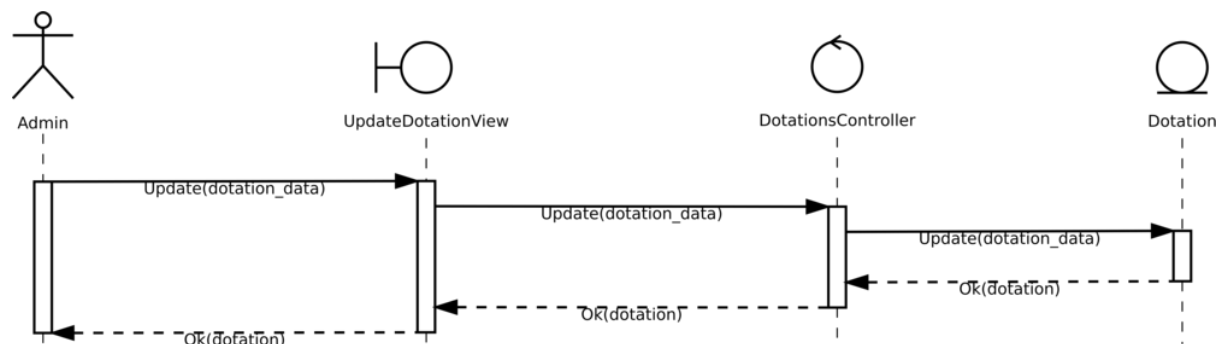 Admin
UpdateDotationView
DotationsController
Dotation
Update(dotation_data)
Update(dotation_data)
Update(dotation_data)
Ok(dotation)
Ok(dotation)
Ok(dotation)